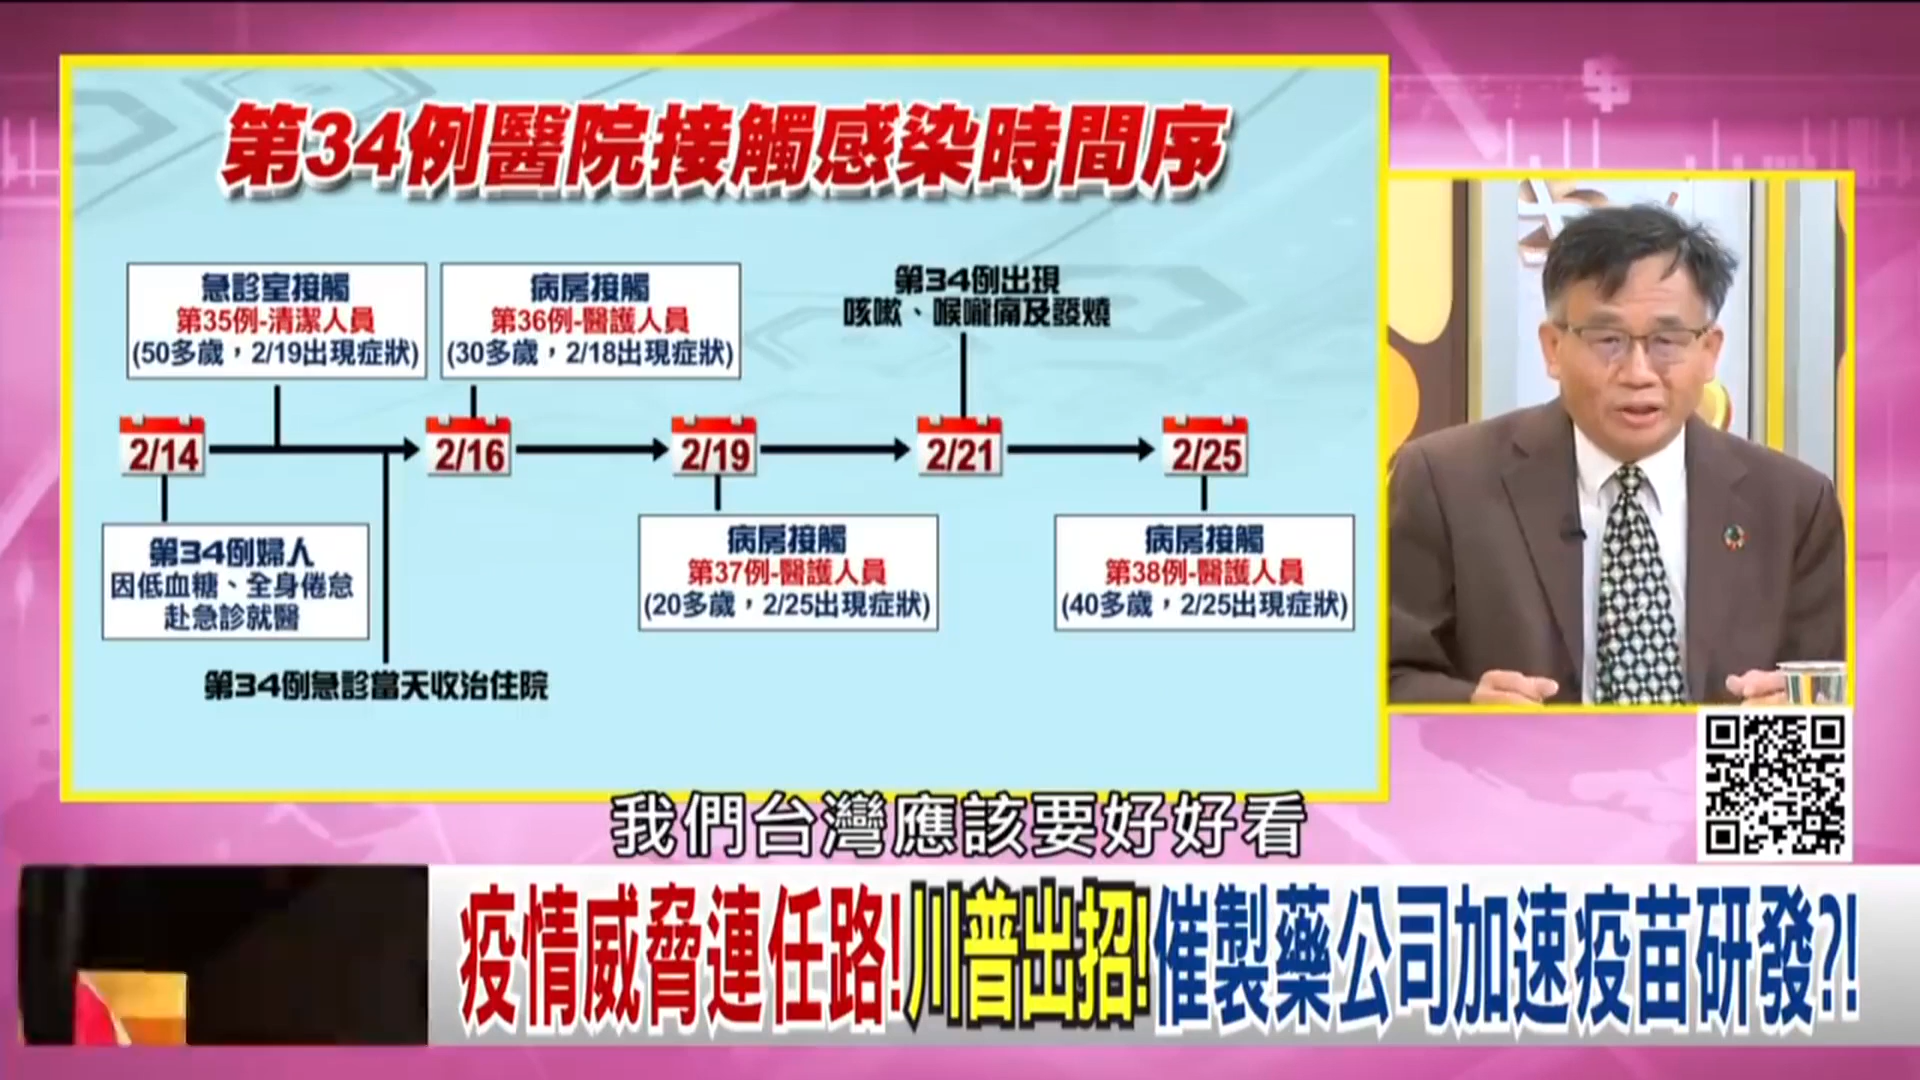 第34例醫院接觸感染時間序
急診室接觸
第35例-清潔人員
(50多歲，2/19出現症狀)
病房接觸
第36例-醫護人員
(30多歲，2/18出現症狀)
第34例出現
咳嗽、喉嚨痛及發燒
2/14
2/16
2/19
2/21
2/25
第34例婦人
因低血糖、全身倦怠
赴急診就醫
病房接觸
第37例-醫護人員
(20多歲，2/25出現症狀)
病房接觸
第38例-醫護人員
(40多歲，2/25出現症狀)
第34例急診當天收治住院
我們台灣應該要好好看
疫情威脅連任路!川普出招!催製藥公司加速疫苗研發?!